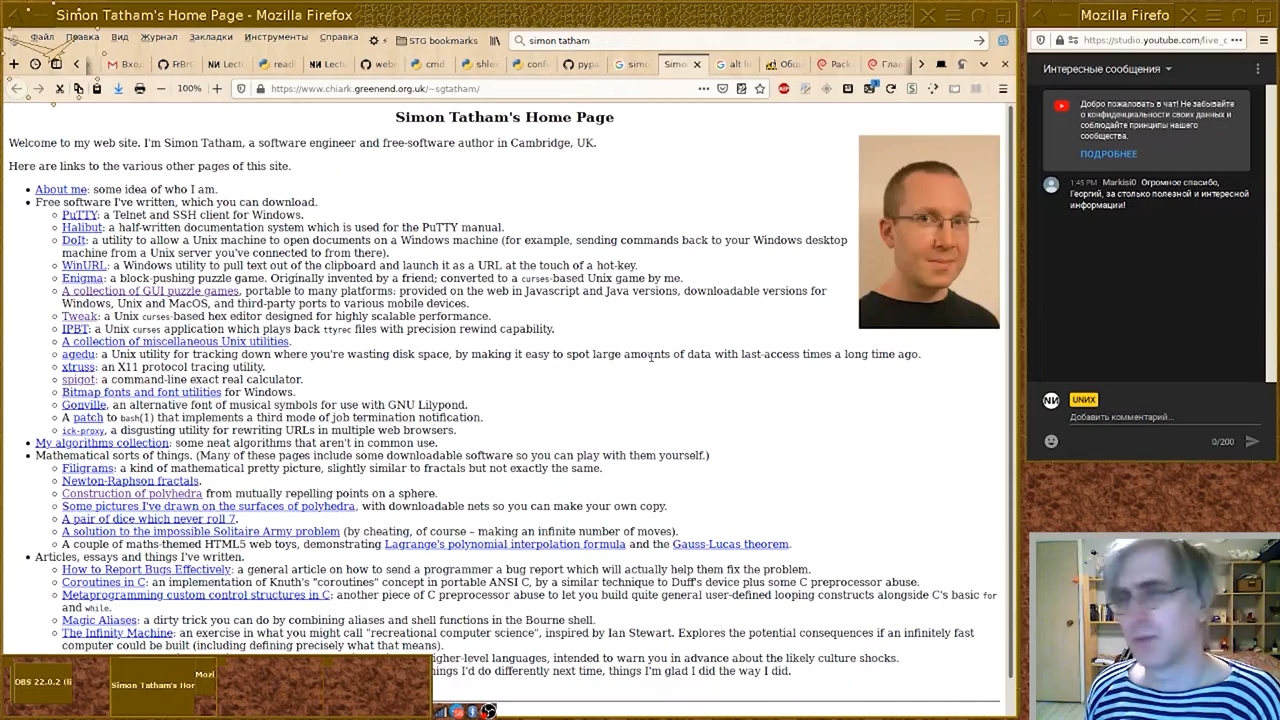 Simon Tatham's Home Page - Mozilla Firefox
Файл Правка Вид Журнал Закладки Инструменты Справка
STG bookmarks
simon tatham
100%
https://www.chiark.greenend.org.uk/~sgtatham/
Simon Tatham's Home Page
Welcome to my web site. I'm Simon Tatham, a software engineer and free-software author in Cambridge, UK.
Here are links to the various other pages of this site.
About me: some idea of who I am.
Free software I've written, which you can download.
PuTTY: a Telnet and SSH client for Windows.
Halibut: a half-written documentation system which is used for the PuTTY manual.
DoIt: a utility to allow a Unix machine to open documents on a Windows machine (for example, sending commands back to your Windows desktop
machine from a Unix server you've connected to from there).
WinURL: a Windows utility to pull text out of the clipboard and launch it as a URL at the touch of a hot-key.
Enigma: a block-pushing puzzle game. Originally invented by a friend; converted to a curses-based Unix game by me.
A collection of GUI puzzle games, portable to many platforms: provided on the web in Javascript and Java versions, downloadable versions for
Windows, Unix and MacOS, and third-party ports to various mobile devices.
Tweak: a Unix curses-based hex editor designed for highly scalable performance.
IPBT: a Unix curses application which plays back ttyrec files with precision rewind capability.
A collection of miscellaneous Unix utilities.
agedu: a Unix utility for tracking down where you're wasting disk space, by making it easy to spot large amounts of data with last-access times a long time ago.
xtruss: an X11 protocol tracing utility.
spigot: a command-line exact real calculator.
Bitmap fonts and font utilities for Windows.
Gonville, an alternative font of musical symbols for use with GNU Lilypond.
A patch to bash(1) that implements a third mode of job termination notification.
ick-proxy, a disgusting utility for rewriting URLs in multiple web browsers.
My algorithms collection: some neat algorithms that aren't in common use.
Mathematical sorts of things. (Many of these pages include some downloadable software so you can play with them yourself.)
Filigrams: a kind of mathematical pretty picture, slightly similar to fractals but not exactly the same.
Newton-Raphson fractals.
Construction of polyhedra from mutually repelling points on a sphere.
Some pictures I've drawn on the surfaces of polyhedra, with downloadable nets so you can make your own copy.
A pair of dice which never roll 7.
A solution to the impossible Solitaire Army problem (by cheating, of course – making an infinite number of moves).
A couple of maths-themed HTML5 web toys, demonstrating Lagrange's polynomial interpolation formula and the Gauss-Lucas theorem.
Articles, essays and things I've written.
How to Report Bugs Effectively: a general article on how to send a programmer a bug report which will actually help them fix the problem.
Coroutines in C: an implementation of Knuth's "coroutines" concept in portable ANSI C, by a similar technique to Duff's device plus some C preprocessor abuse.
Metaprogramming custom control structures in C: another piece of C preprocessor abuse to let you build quite general user-defined looping constructs alongside C's basic for
and while.
Magic Aliases: a dirty trick you can do by combining aliases and shell functions in the Bourne shell.
The Infinity Machine: an exercise in what you might call "recreational computer science", inspired by Ian Stewart. Explores the potential consequences if an infinitely fast
computer could be built (including defining precisely what that means).
higher-level languages, intended to warn you in advance about the likely culture shocks.
things I'd do differently next time, things I'm glad I did the way I did.
OBS 22.0.2 (li
Simon Tatham's Hor
Mozi
Mozilla Firefo
https://studio.youtube.com/live_c
Интересные сообщения
Добро пожаловать в чат! Не забывайте
о конфиденциальности своих данных и
соблюдайте принципы нашего
сообщества.
ПОДРОБНЕЕ
1:45 PM Markisi0 Огромное спасибо,
Георгий, за столько полезной и интересной
информации!
UNИX
Добавить комментарий...
0/200